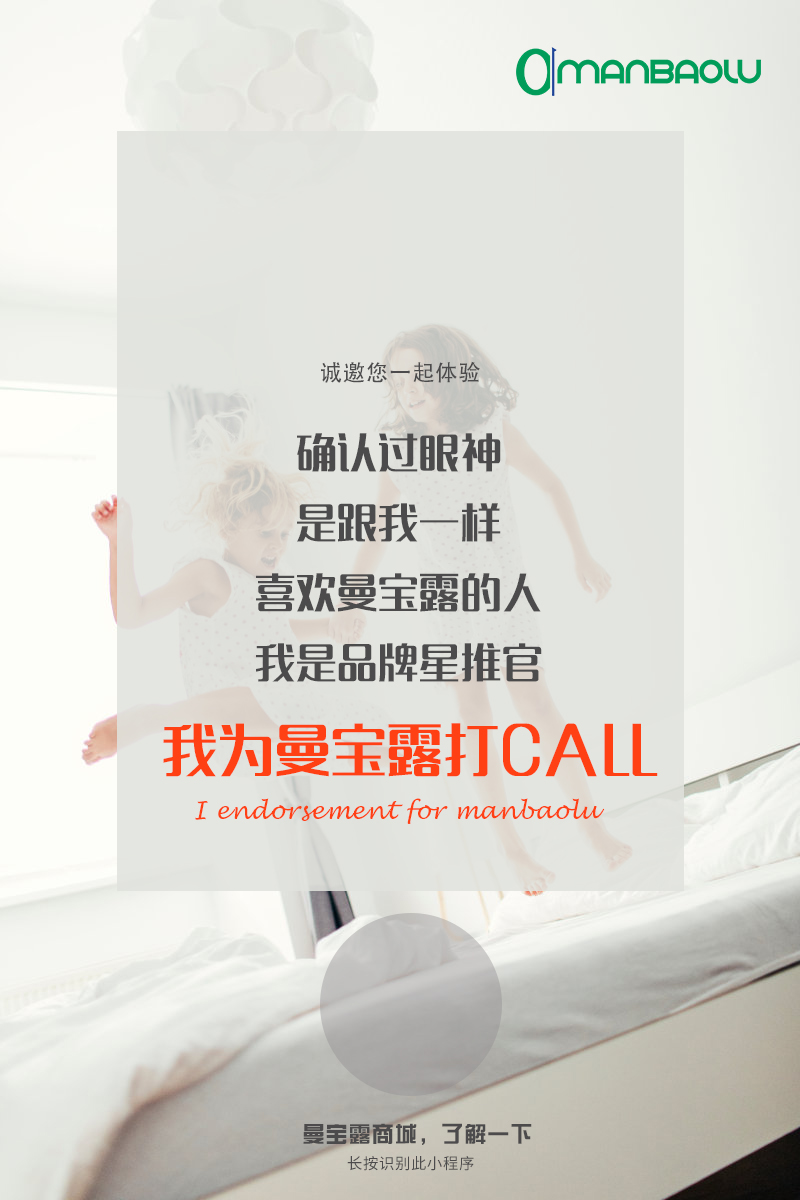 MANBAOLU
诚邀您一起体验
确认过眼神
是跟我一样
喜欢曼宝露的人
我是品牌星推官
我为曼宝露打CALL
I endorsement for manbaolu
曼宝露商城，了解一下
长按识别此小程序